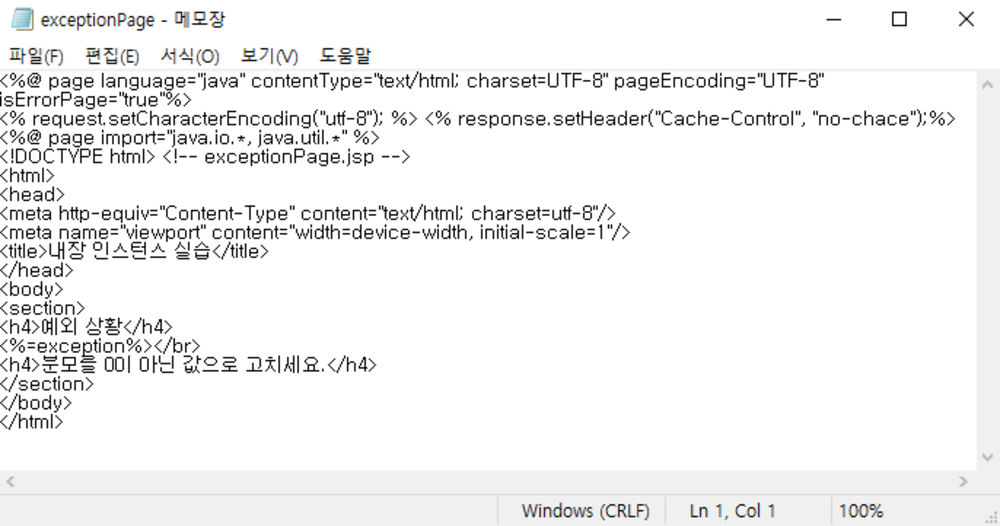 exceptionPage - 메모장
파일(F) 편집(E) 서식(O) 보기(V) 도움말
<%@ page language="java" contentType="text/html; charset=UTF-8" pageEncoding="UTF-8"
isErrorPage="true"%>
<% request.setCharacterEncoding("utf-8"); %> <% response.setHeader("Cache-Control", "no-chace");%>
<%@ page import="java.io.*, java.util.*" %>
<!DOCTYPE html> <!-- exceptionPage.jsp -->
<html>
<head>
<meta http-equiv="Content-Type" content="text/html; charset=utf-8"/>
<meta name="viewport" content="width=device-width, initial-scale=1"/>
<title>내장 인스턴스 실습</title>
</head>
<body>
<section>
<h4>예외 상황</h4>
<%=exception%></br>
<h4>분모를 0이 아닌 값으로 고치세요.</h4>
</section>
</body>
</html>
Windows (CRLF) Ln 1, Col 1 100%